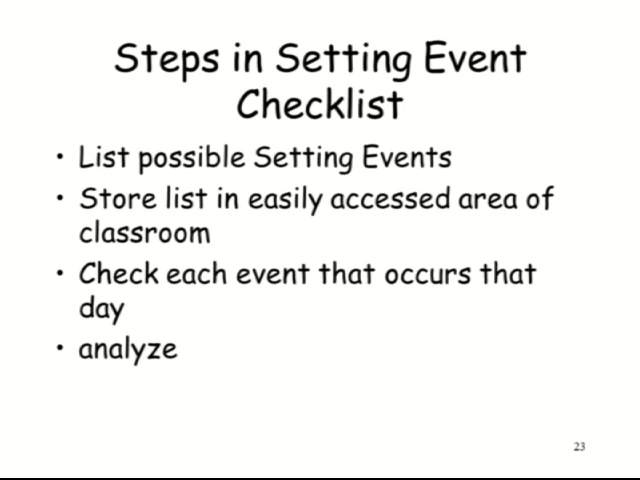 Steps in Setting Event
Checklist
• List possible Setting Events
• Store list in easily accessed area of
classroom
• Check each event that occurs that
day
• analyze
23